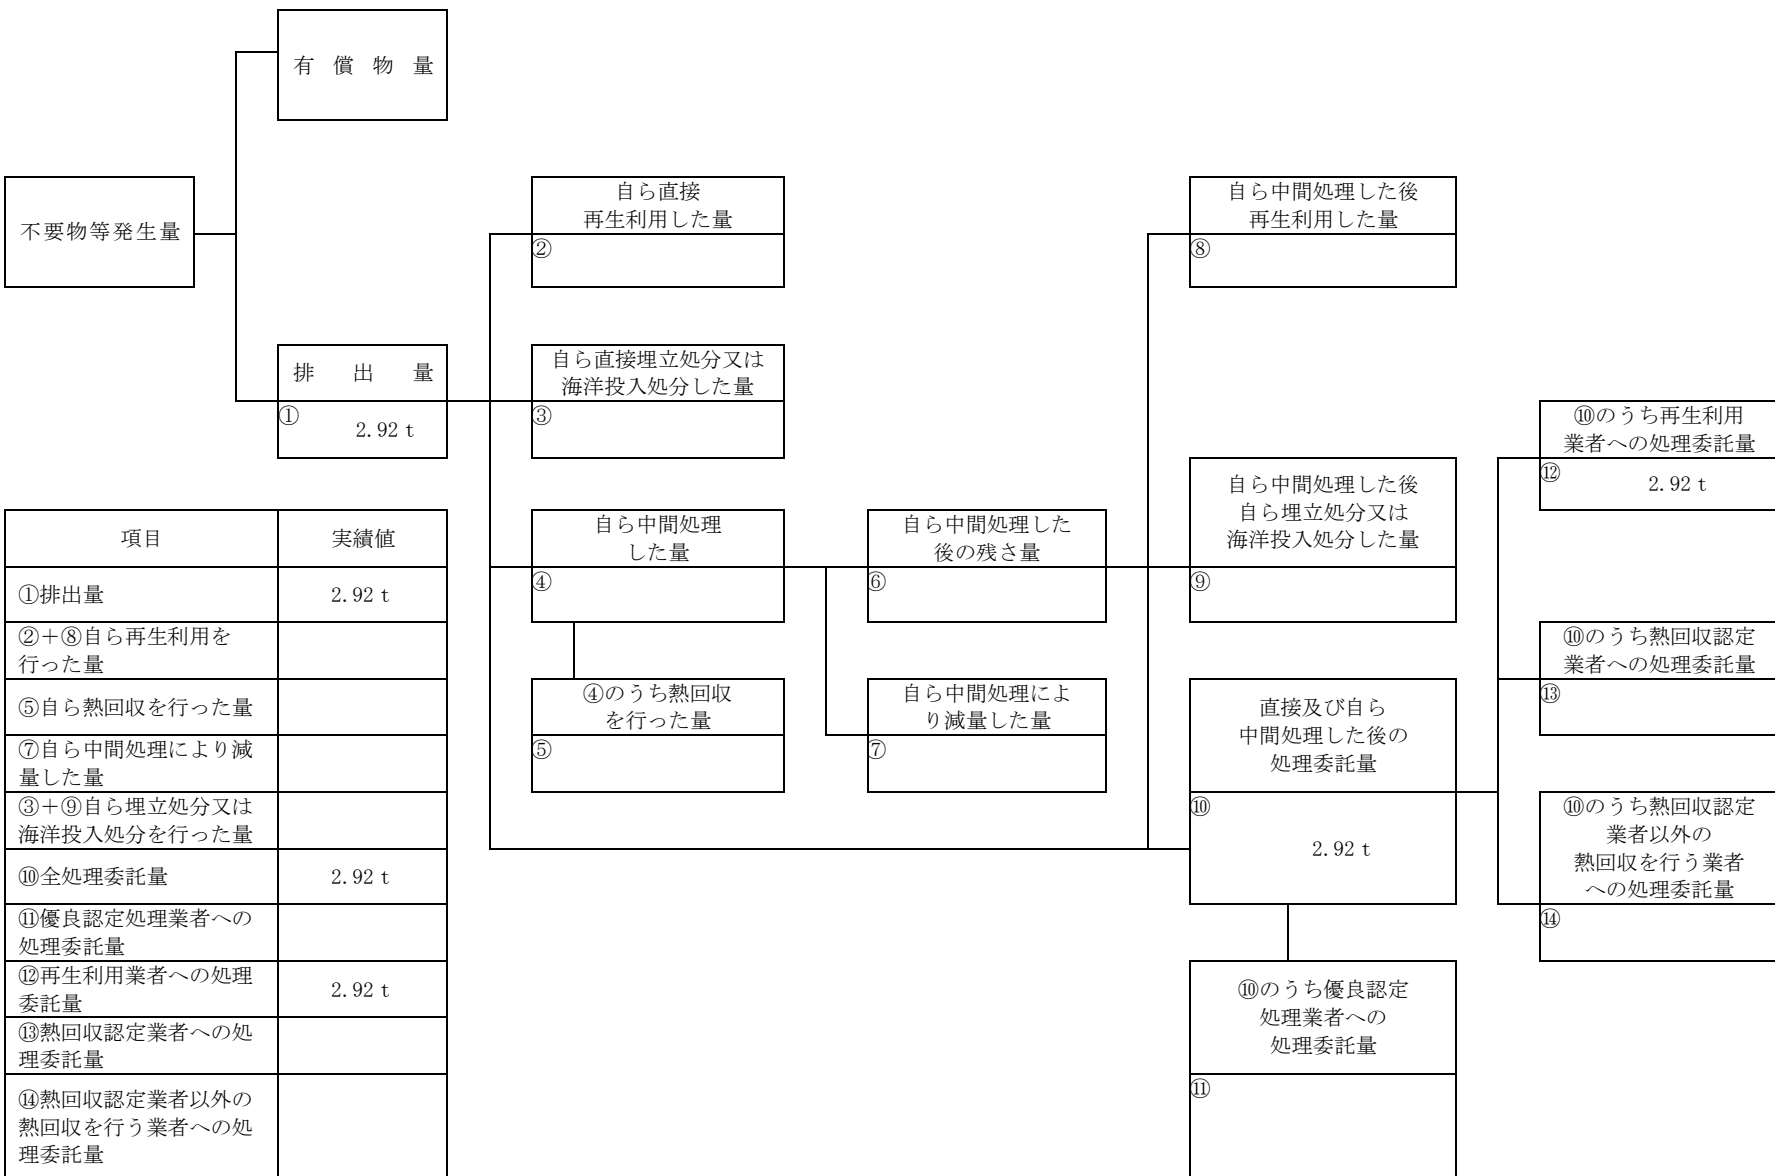 有償物量
不要物等発生量
排出量
①
2.92 t
自ら直接
再生利用した量
②
自ら直接埋立処分又は
海洋投入処分した量
③
自ら中間処理
した量
④
④のうち熱回収
を行った量
⑤
自ら中間処理した
後の残さ量
⑥
自ら中間処理によ
り減量した量
⑦
自ら中間処理した後
再生利用した量
⑧
自ら中間処理した後
自ら埋立処分又は
海洋投入処分した量
⑨
直接及び自ら
中間処理した後の
処理委託量
⑩
2.92 t
⑩のうち優良認定
処理業者への
処理委託量
⑪
⑩のうち再生利用
業者への処理委託量
⑫
2.92 t
⑩のうち熱回収認定
業者への処理委託量
⑬
⑩のうち熱回収認定
業者以外の
熱回収を行う業者
への処理委託量
⑭
項目 実績値
①排出量 2.92 t
②＋⑧自ら再生利用を
行った量
⑤自ら熱回収を行った量
⑦自ら中間処理により減
量した量
③＋⑨自ら埋立処分又は
海洋投入処分を行った量
⑩全処理委託量 2.92 t
⑪優良認定処理業者への
処理委託量
⑫再生利用業者への処理
委託量
2.92 t
⑬熱回収認定業者への処
理委託量
⑭熱回収認定業者以外の
熱回収を行う業者への処
理委託量